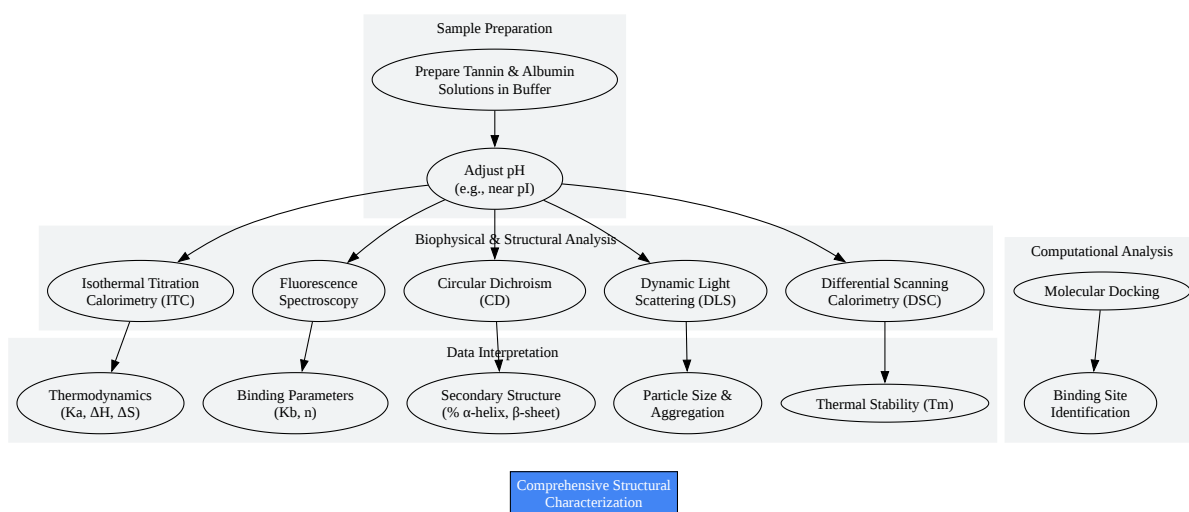 Sample Preparation
Prepare Tannin & Albumin
Solutions in Buffer
Adjust pH
(e.g., near pI)
Biophysical & Structural Analysis
Isothermal Titration
Calorimetry (ITC)
Fluorescence
Spectroscopy
Circular Dichroism
(CD)
Dynamic Light
Scattering (DLS)
Differential Scanning
Calorimetry (DSC)
Computational Analysis
Molecular Docking
Data Interpretation
Thermodynamics
(Ka, ΔH, ΔS)
Binding Parameters
(Kb, n)
Secondary Structure
(% α-helix, β-sheet)
Particle Size &
Aggregation
Thermal Stability (Tm)
Binding Site
Identification
Comprehensive Structural
Characterization